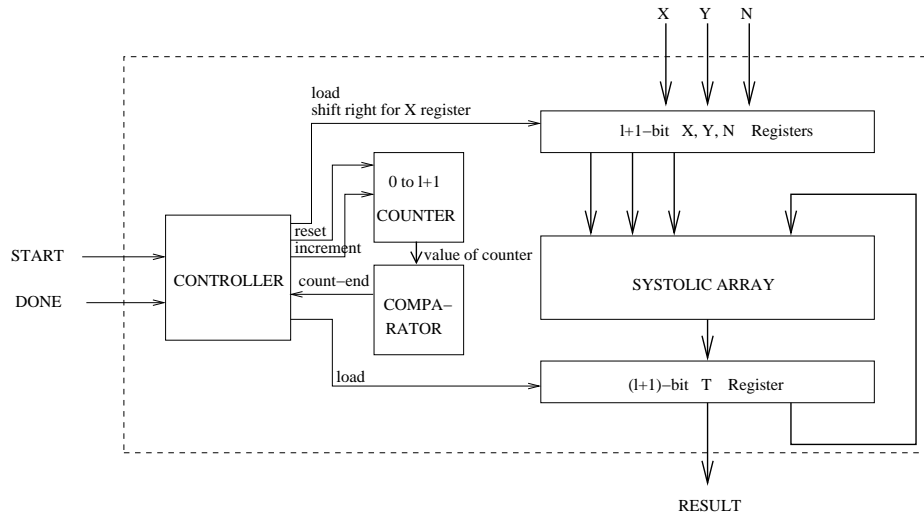 X Y N
load
shift right for X register
l+1−bit X, Y, N Registers
0 to l+1
COUNTER
reset
increment
value of counter
START
CONTROLLER
count−end
DONE
COMPA−
RATOR
SYSTOLIC ARRAY
load
(l+1)−bit T Register
RESULT